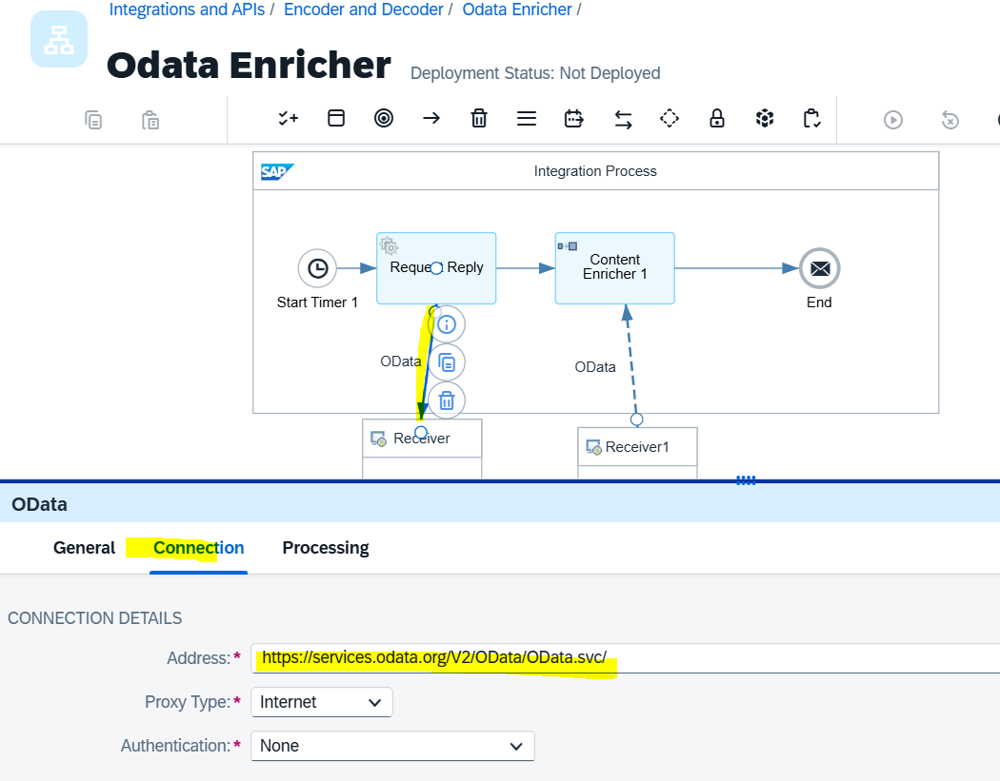 Integrations and APIs / Encoder and Decoder / Odata Enricher /
Odata Enricher Deployment Status: Not Deployed
SAP Integration Process
Request Reply
Content
Enricher 1
Start Timer 1
End
OData
OData
Receiver
Receiver1
OData
General Connection Processing
CONNECTION DETAILS
Address:* https://services.odata.org/V2/OData/OData.svc/
Proxy Type:* Internet
Authentication:* None